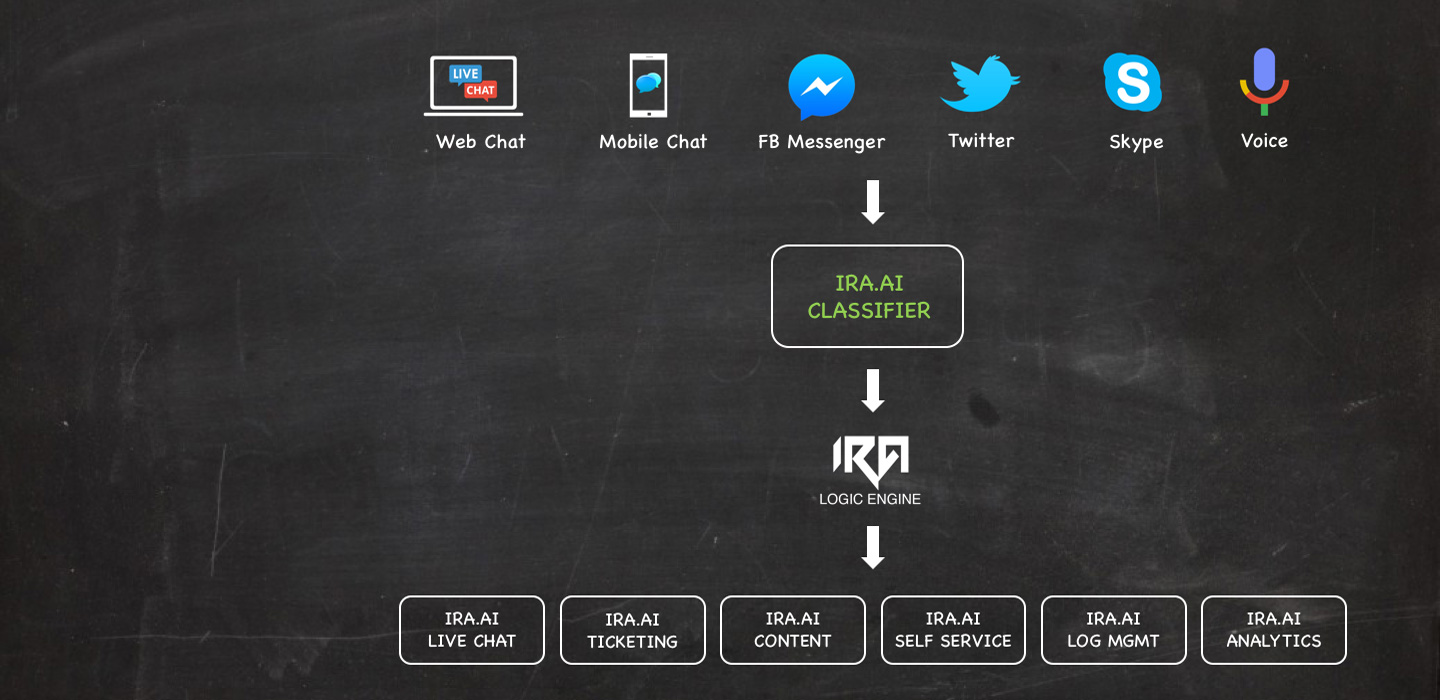 LIVE
CHAT
S
Web Chat
Mobile Chat
FB Messenger
Twitter
Skype
Voice
IRA.AI
CLASSIFIER
IRA
LOGIC ENGINE
IRA.AI
LIVE CHAT
IRA.AI
TICKETING
IRA.AI
CONTENT
IRA.AI
SELF SERVICE
IRA.AI
LOG MGMT
IRA.AI
ANALYTICS